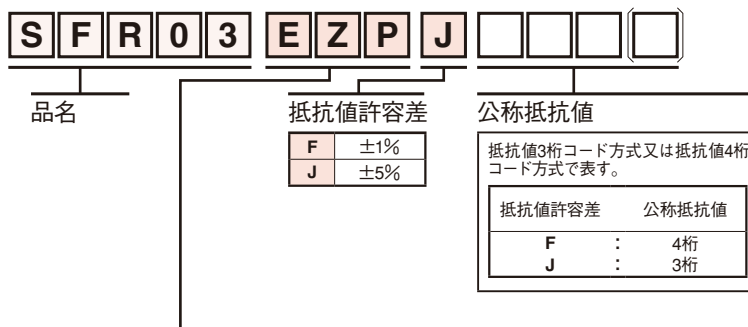 SFR03EZPJ
品名
抵抗値許容差
公称抵抗値
F ±1%
J ±5%
抵抗値3桁コード方式又は抵抗値4桁
コード方式で表す。
抵抗値許容差 公称抵抗値
F : 4桁
J : 3桁